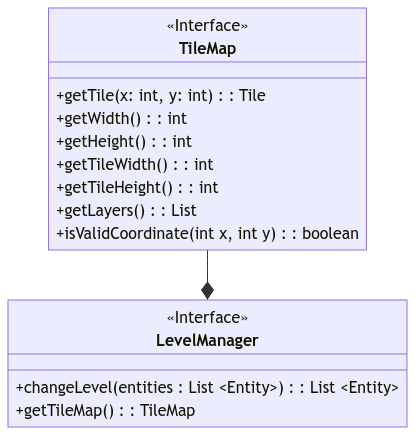 «Interface»
TileMap
+getTile(x: int, y: int) : : Tile
+getWidth() : : int
+getHeight() : : int
+getTileWidth() : : int
+getTileHeight() : : int
+getLayers() : : List
+isValidCoordinate(int x, int y) : : boolean
«Interface»
LevelManager
+changeLevel(entities : List <Entity>) : : List <Entity>
+getTileMap() : : TileMap